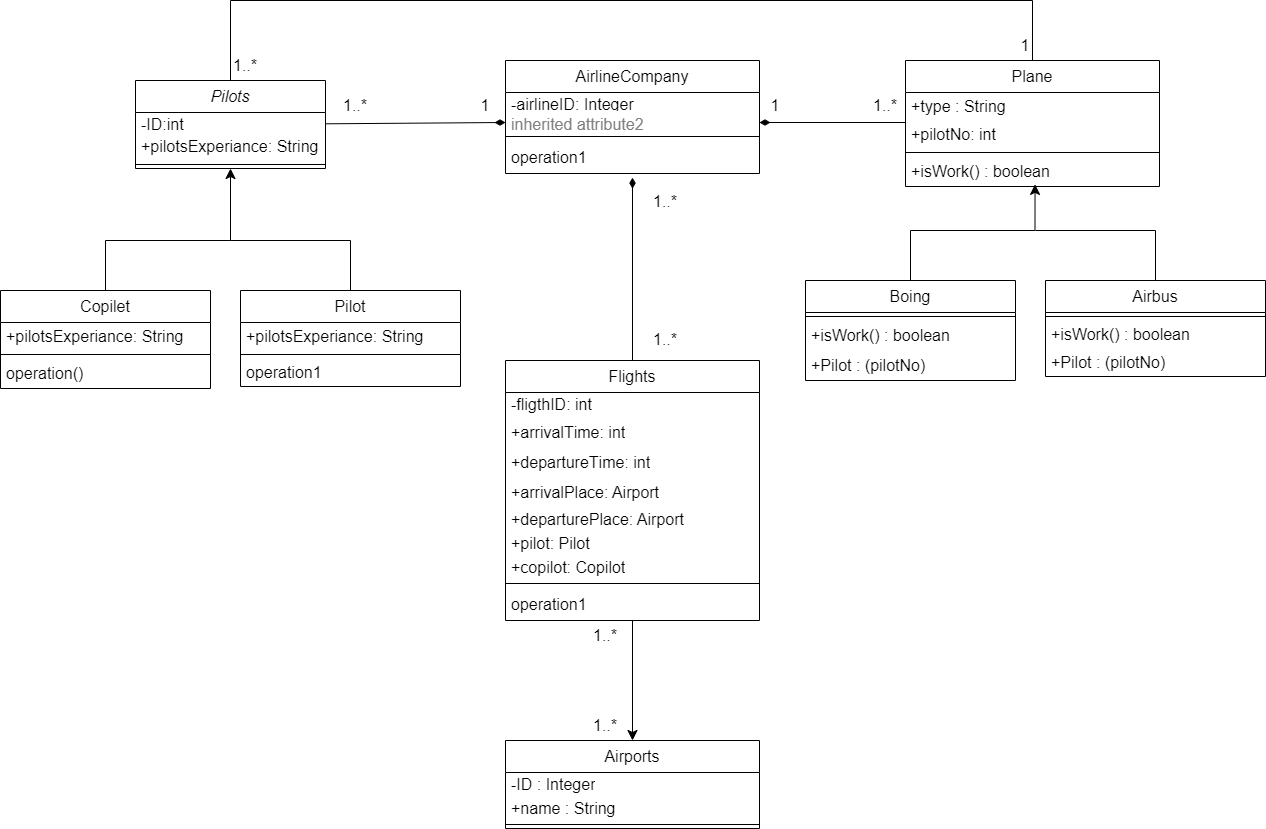 1
1..*
Pilots
-ID:int
+pilotsExperiance: String
1..*
1
AirlineCompany
-airlineID: Integer
inherited attribute2
operation1
1
1..*
Plane
+type : String
+pilotNo: int
+isWork() : boolean
1..*
1..*
Copilet
+pilotsExperiance: String
operation()
Pilot
+pilotsExperiance: String
operation1
Boing
+isWork() : boolean
+Pilot : (pilotNo)
Airbus
+isWork() : boolean
+Pilot : (pilotNo)
Flights
-fligthID: int
+arrivalTime: int
+departureTime: int
+arrivalPlace: Airport
+departurePlace: Airport
+pilot: Pilot
+copilot: Copilot
operation1
1..*
1..*
Airports
-ID : Integer
+name : String